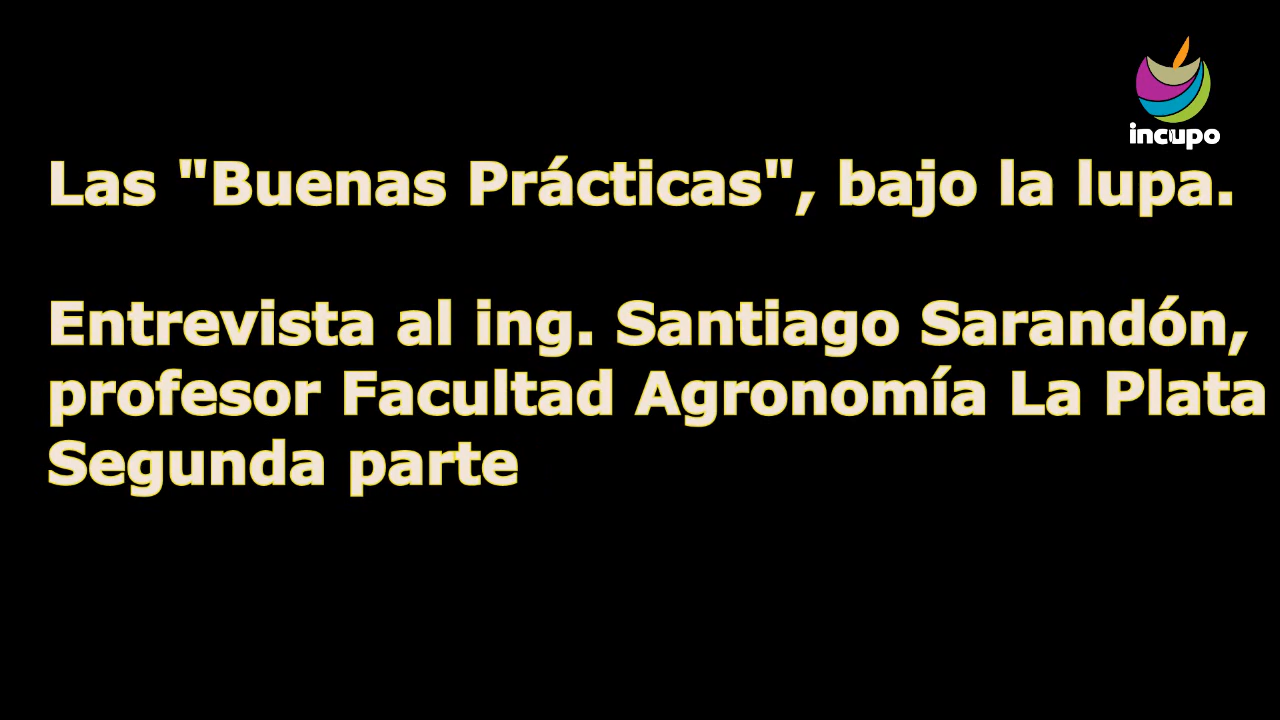 incupo
Las "Buenas Prácticas", bajo la lupa.
Entrevista al ing. Santiago Sarandón,
profesor Facultad Agronomía La Plata
Segunda parte